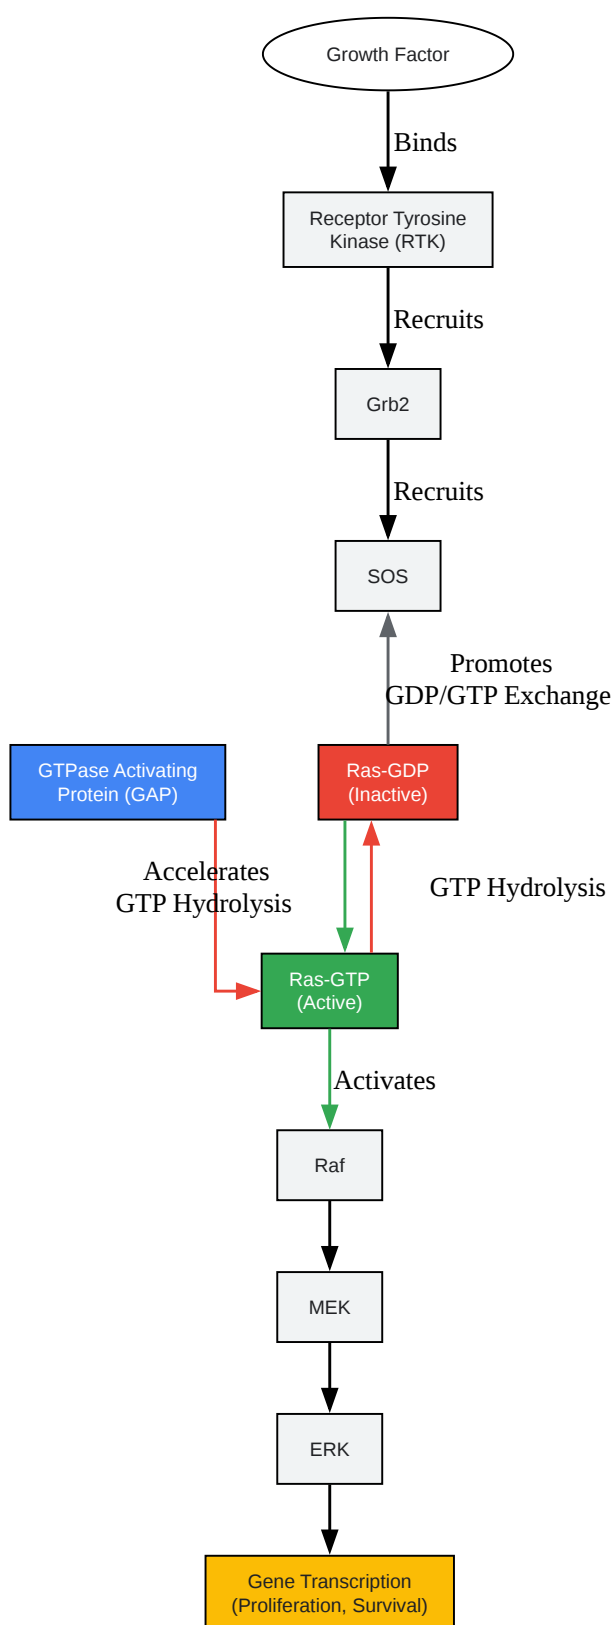 Growth Factor
Binds
Receptor Tyrosine
Kinase (RTK)
Recruits
Grb2
Recruits
SOS
Promotes
GDP/GTP Exchange
GTPase Activating
Protein (GAP)
Ras-GDP
(Inactive)
Accelerates
GTP Hydrolysis
GTP Hydrolysis
Ras-GTP
(Active)
Activates
Raf
MEK
ERK
Gene Transcription
(Proliferation, Survival)